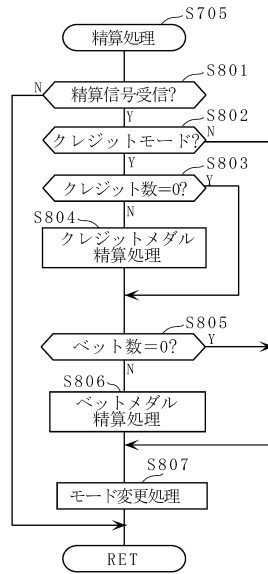 S705
精算処理
S801
N
精算信号受信?
Y
S802
N
クレジットモード?
Y
S803
Y
クレジット数=0?
N
S804
クレジットメダル
精算処理
S805
ベット数=0?
Y
N
S806
ベットメダル
精算処理
S807
モード変更処理
RET